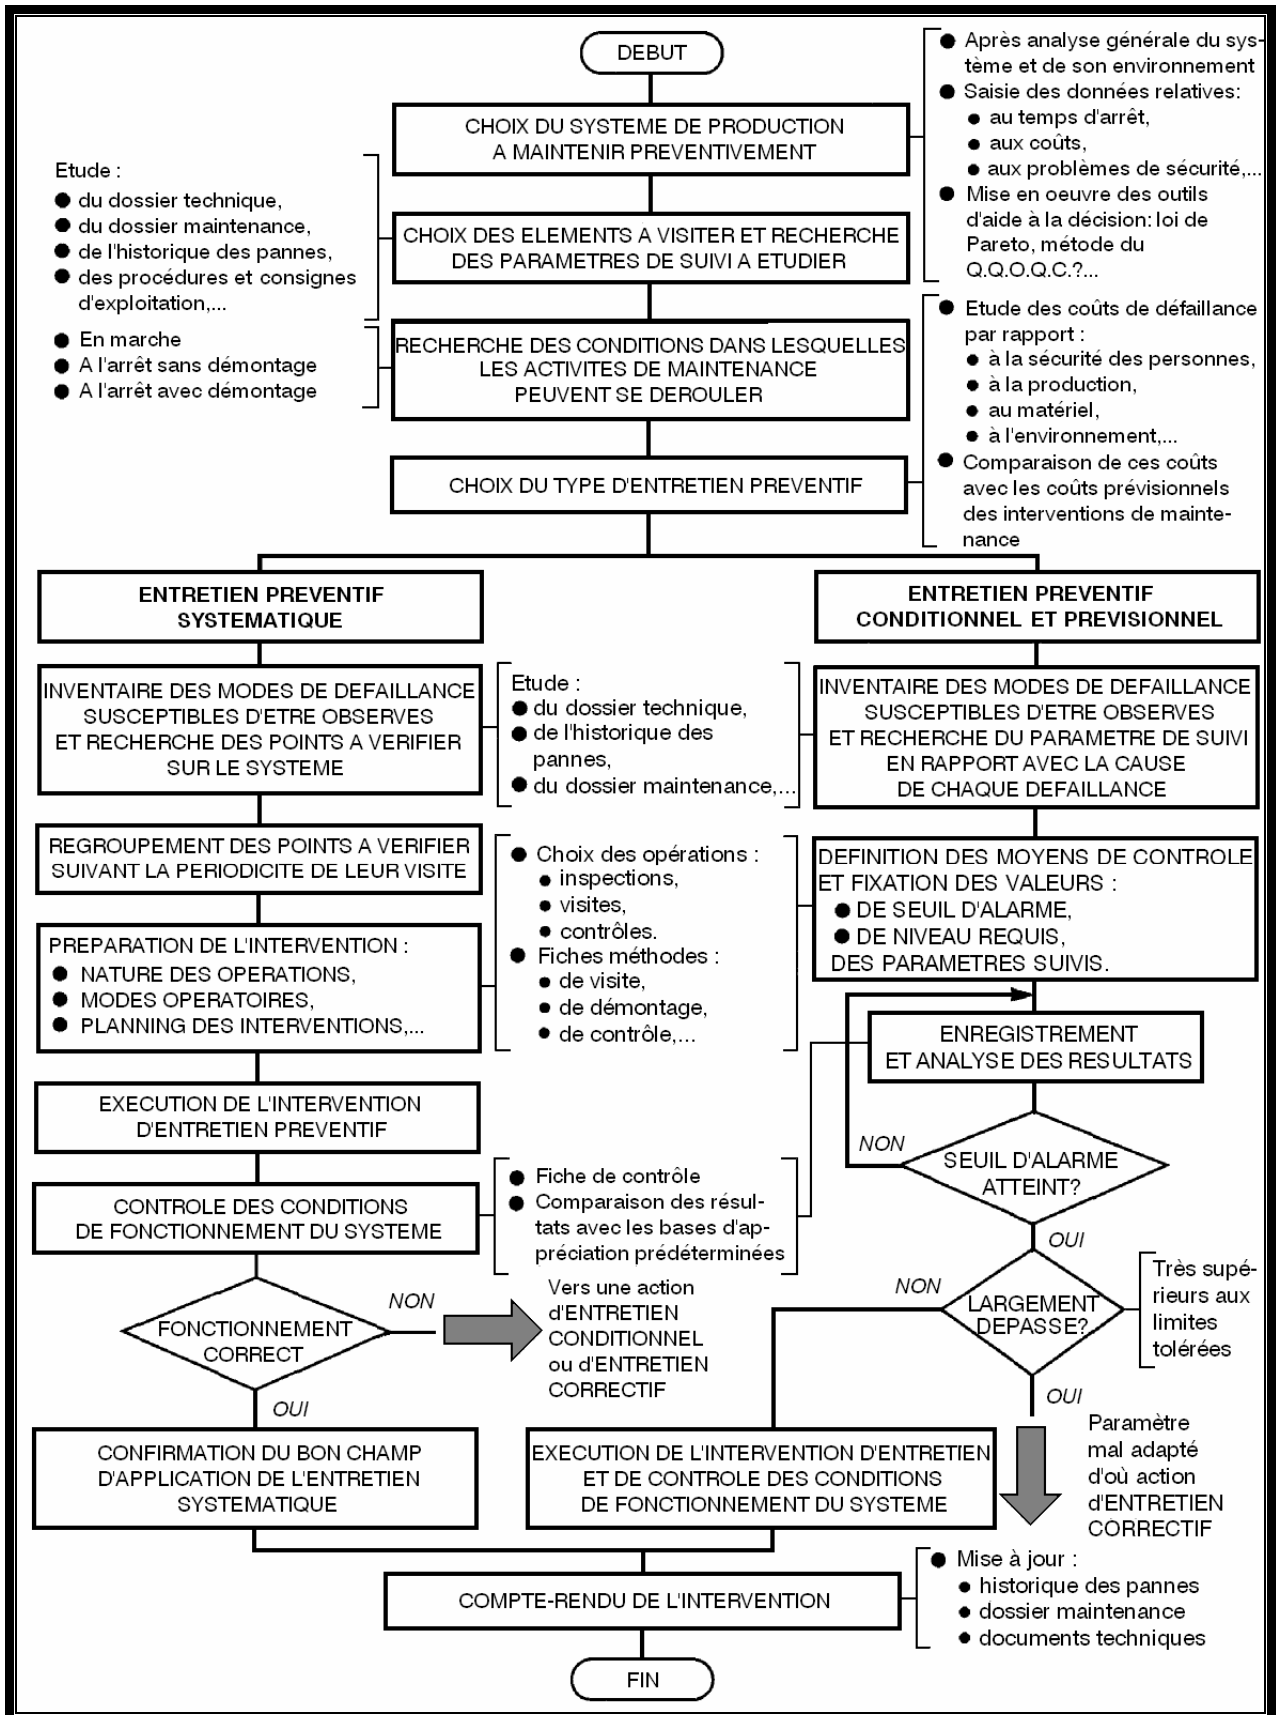 DEBUT
● Après analyse générale du sys-
tème et de son environnement
● Saisie des données relatives:
● au temps d'arrêt,
● aux coûts,
● aux problèmes de sécurité,...
● Mise en oeuvre des outils
d'aide à la décision: loi de
Pareto, métode du
Q.Q.O.Q.C.?...
CHOIX DU SYSTEME DE PRODUCTION
A MAINTENIR PREVENTIVEMENT
Etude :
● du dossier technique,
● du dossier maintenance,
● de l'historique des pannes,
● des procédures et consignes
d'exploitation,...
CHOIX DES ELEMENTS A VISITER ET RECHERCHE
DES PARAMETRES DE SUIVI A ETUDIER
● En marche
● A l'arrêt sans démontage
● A l'arrêt avec démontage
RECHERCHE DES CONDITIONS DANS LESQUELLES
LES ACTIVITES DE MAINTENANCE
PEUVENT SE DEROULER
● Etude des coûts de défaillance
par rapport :
● à la sécurité des personnes,
● à la production,
● au matériel,
● à l'environnement,...
● Comparaison de ces coûts
avec les coûts prévisionnels
des interventions de mainte-
nance
CHOIX DU TYPE D'ENTRETIEN PREVENTIF
ENTRETIEN PREVENTIF
SYSTEMATIQUE
ENTRETIEN PREVENTIF
CONDITIONNEL ET PREVISIONNEL
INVENTAIRE DES MODES DE DEFAILLANCE
SUSCEPTIBLES D'ETRE OBSERVES
ET RECHERCHE DES POINTS A VERIFIER
SUR LE SYSTEME
Etude :
● du dossier technique,
● de l'historique des
pannes,
● du dossier maintenance,...
INVENTAIRE DES MODES DE DEFAILLANCE
SUSCEPTIBLES D'ETRE OBSERVES
ET RECHERCHE DU PARAMETRE DE SUIVI
EN RAPPORT AVEC LA CAUSE
DE CHAQUE DEFAILLANCE
REGROUPEMENT DES POINTS A VERIFIER
SUIVANT LA PERIODICITE DE LEUR VISITE
● Choix des opérations :
● inspections,
● visites,
● contrôles.
● Fiches méthodes :
● de visite,
● de démontage,
● de contrôle,...
DEFINITION DES MOYENS DE CONTROLE
ET FIXATION DES VALEURS :
● DE SEUIL D'ALARME,
● DE NIVEAU REQUIS,
DES PARAMETRES SUIVIS.
PREPARATION DE L'INTERVENTION :
● NATURE DES OPERATIONS,
● MODES OPERATOIRES,
● PLANNING DES INTERVENTIONS,...
ENREGISTREMENT
ET ANALYSE DES RESULTATS
EXECUTION DE L'INTERVENTION
D'ENTRETIEN PREVENTIF
NON
SEUIL D'ALARME
ATTEINT?
OUI
CONTROLE DES CONDITIONS
DE FONCTIONNEMENT DU SYSTEME
● Fiche de contrôle
● Comparaison des résul-
tats avec les bases d'ap-
préciation prédéterminées
NON
LARGEMENT
DEPASSE?
Très supé-
rieurs aux
limites
tolérées
OUI
FONCTIONNEMENT
CORRECT
NON
Vers une action
d'ENTRETIEN
CONDITIONNEL
ou d'ENTRETIEN
CORRECTIF
OUI
Paramètre
mal adapté
d'où action
d'ENTRETIEN
CORRECTIF
CONFIRMATION DU BON CHAMP
D'APPLICATION DE L'ENTRETIEN
SYSTEMATIQUE
EXECUTION DE L'INTERVENTION D'ENTRETIEN
ET DE CONTROLE DES CONDITIONS
DE FONCTIONNEMENT DU SYSTEME
COMPTE-RENDU DE L'INTERVENTION
● Mise à jour :
● historique des pannes
● dossier maintenance
● documents techniques
FIN